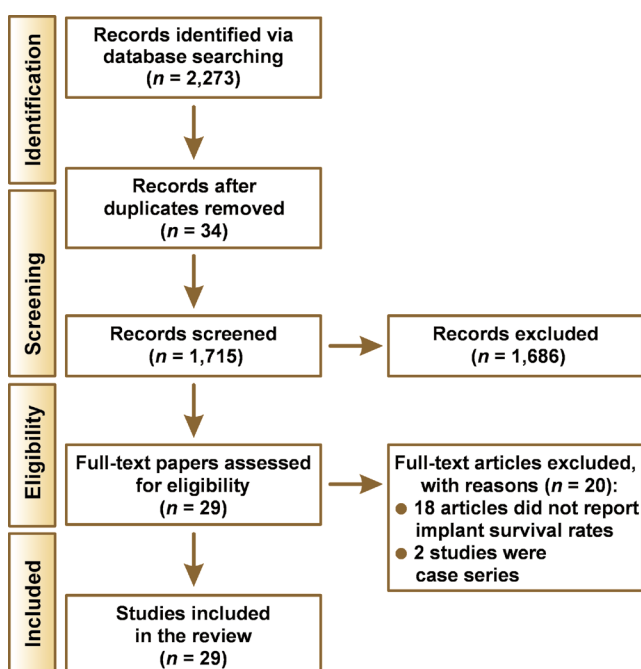 Identification
Records identified via
database searching
(n = 2,273)
Screening
Records after
duplicates removed
(n = 34)
Records screened
(n = 1,715)
Records excluded
(n = 1,686)
Eligibility
Full-text papers assessed
for eligibility
(n = 29)
Full-text articles excluded,
with reasons (n = 20):
● 18 articles did not report
implant survival rates
● 2 studies were
case series
Included
Studies included
in the review
(n = 29)